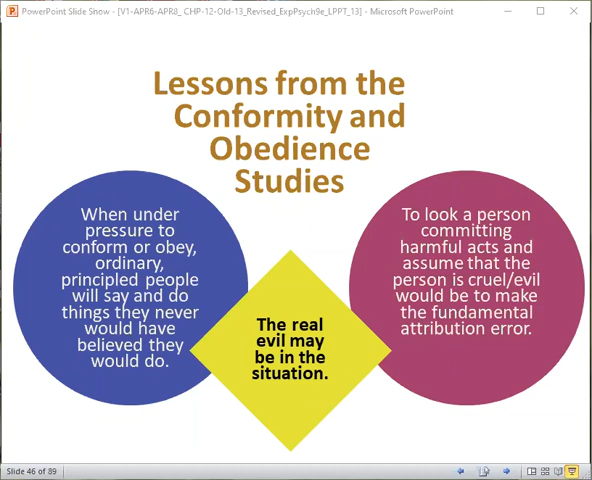 PowerPoint Slide Show - [V1-APR6-APR8_ CHP-12-Old-13_Revised_ExpPsych9e_LPPT_13] - Microsoft PowerPoint
Lessons from the
Conformity and
Obedience
Studies
When under
pressure to
conform or obey,
ordinary,
principled people
will say and do
things they never
would have
believed they
would do.
The real
evil may
be in the
situation.
To look a person
committing
harmful acts and
assume that the
person is cruel/evil
would be to make
the fundamental
attribution error.
Slide 46 of 89